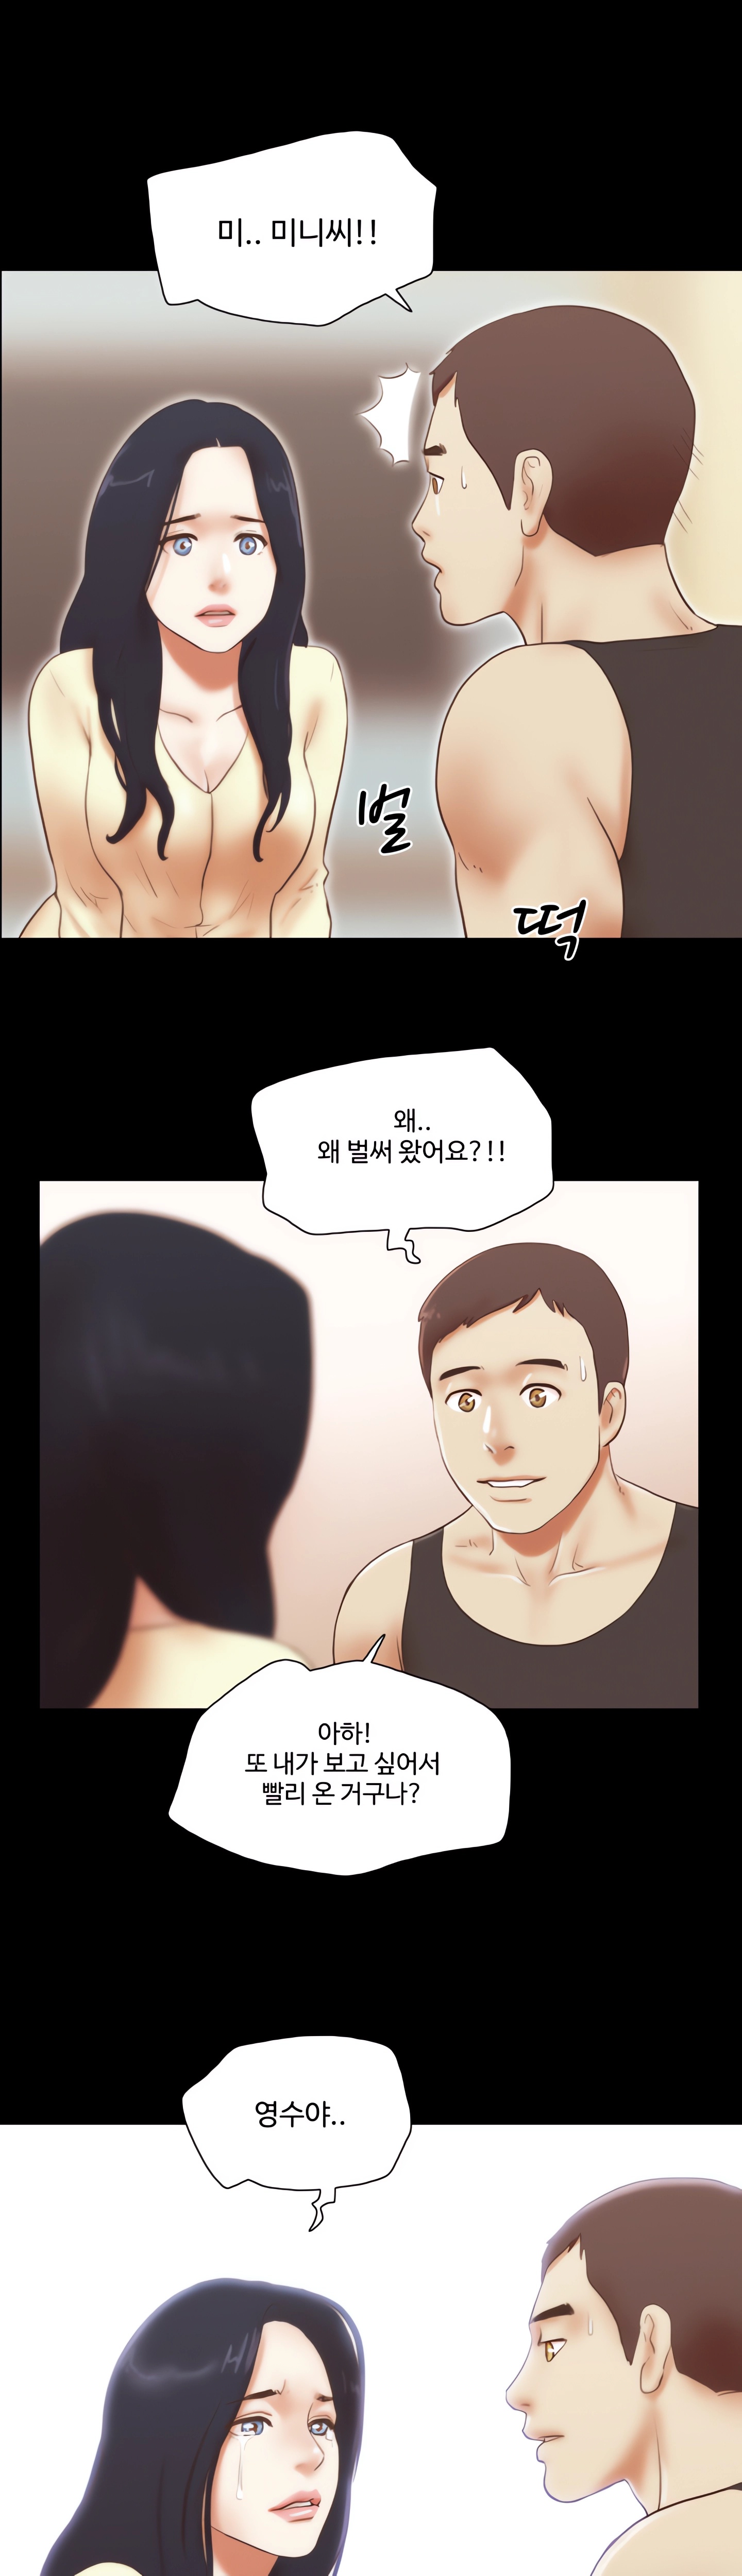 미.. 미니씨!!
벌
떡
왜..
왜 벌써 왔어요?!!
아하!
또 내가 보고 싶어서
빨리 온 거구나?
영수야..